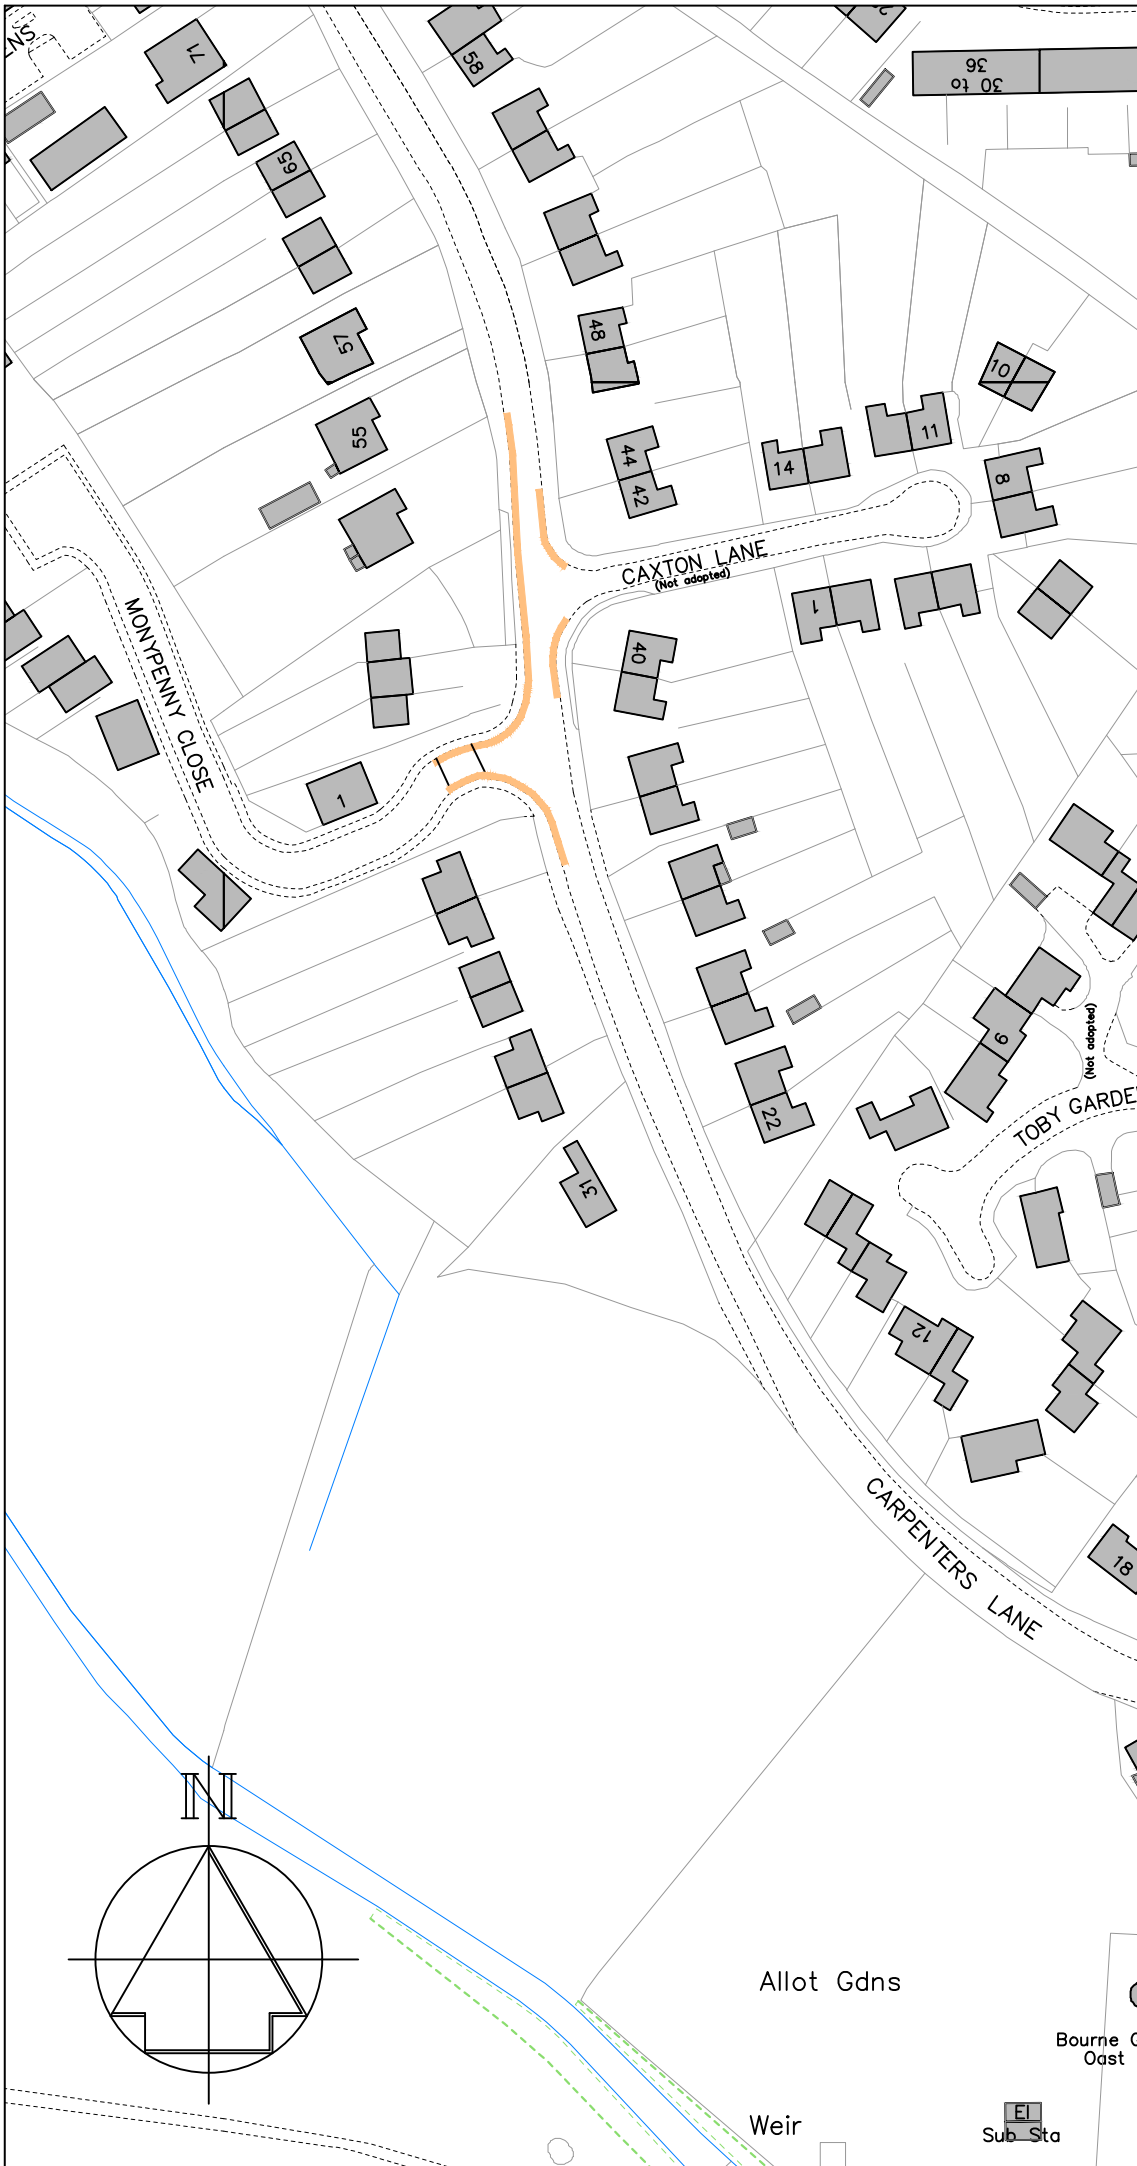 71
58
30 to
36
65
57
48
10
55
44
11
14
42
8
CAXTON LANE
(Not adopted)
1
MONYPENNY CLOSE
40
1
9
(Not adopted)
TOBY GARDE
22
31
12
CARPENTERS LANE
18
N
Allot Gdns
Bourne
Oast
Weir
El
Sub Sta